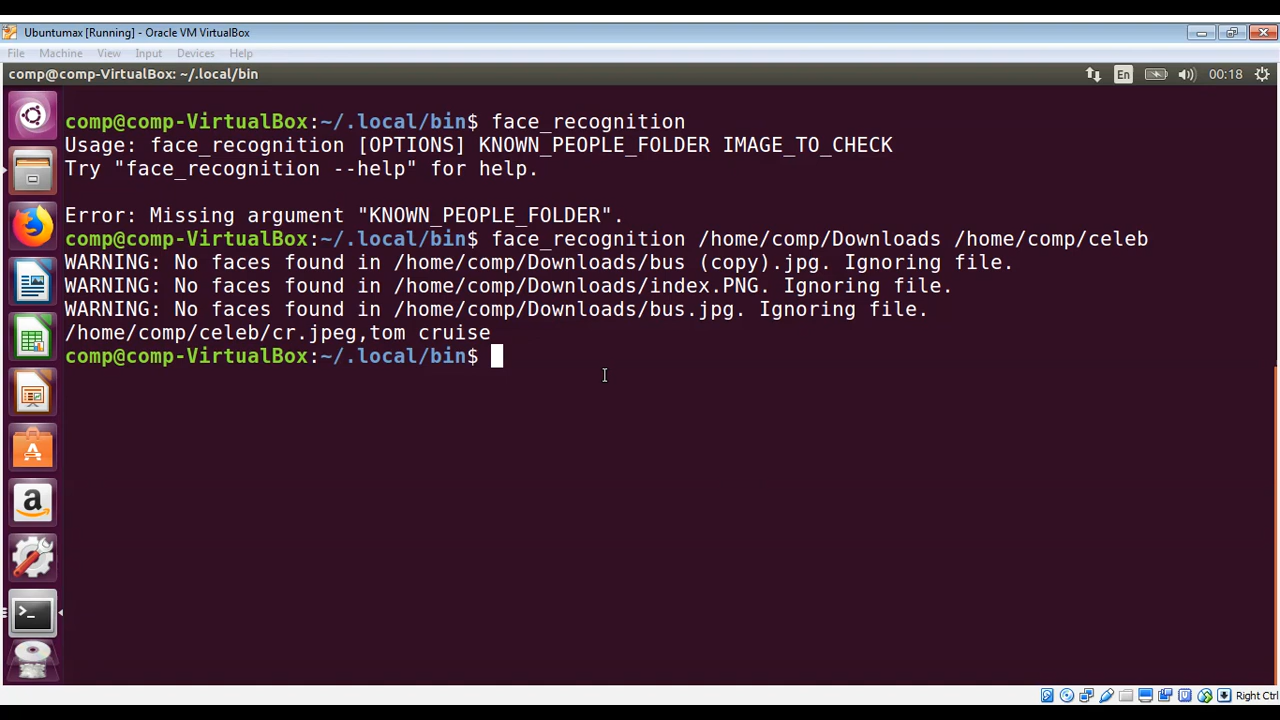 Ubuntumax [Running] - Oracle VM VirtualBox
File Machine View Input Devices Help
comp@comp-VirtualBox: ~/.local/bin En 00:18
comp@comp-VirtualBox:~/.local/bin$ face_recognition
Usage: face_recognition [OPTIONS] KNOWN_PEOPLE_FOLDER IMAGE_TO_CHECK
Try "face_recognition --help" for help.
Error: Missing argument "KNOWN_PEOPLE_FOLDER".
comp@comp-VirtualBox:~/.local/bin$ face_recognition /home/comp/Downloads /home/comp/celeb
WARNING: No faces found in /home/comp/Downloads/bus (copy).jpg. Ignoring file.
WARNING: No faces found in /home/comp/Downloads/index.PNG. Ignoring file.
WARNING: No faces found in /home/comp/Downloads/bus.jpg. Ignoring file.
/home/comp/celeb/cr.jpeg,tom cruise
comp@comp-VirtualBox:~/.local/bin$
Right Ctrl